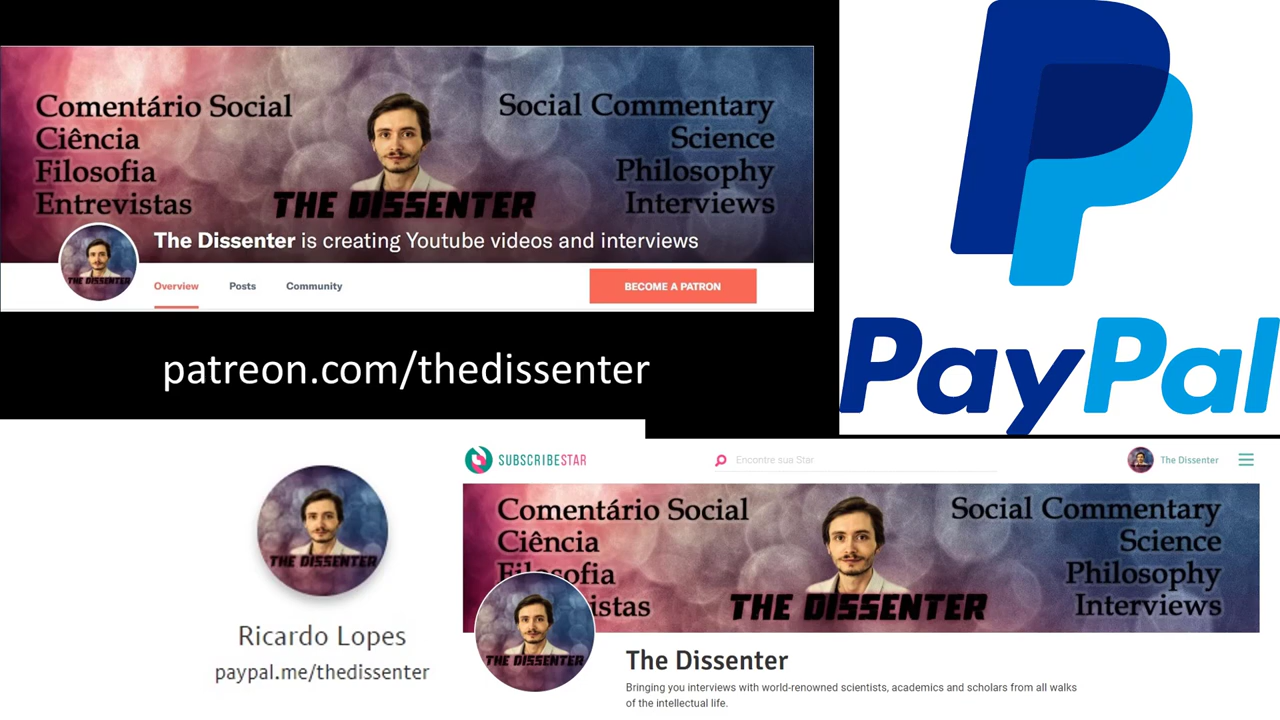 Comentário Social
Ciência
Filosofia
Entrevistas
Social Commentary
Science
Philosophy
Interviews
THE DISSENTER
The Dissenter is creating Youtube videos and interviews
THE DISSENTER
Overview Posts Community
BECOME A PATRON
patreon.com/thedissenter
PayPal
THE DISSENTER
Ricardo Lopes
paypal.me/thedissenter
SUBSCRIBESTAR
Encontre sua Star
The Dissenter
Comentário Social
Ciência
Filosofia
istas
Social Commentary
Science
Philosophy
Interviews
THE DISSENTER
THE DISSENTER
The Dissenter
Bringing you interviews with world-renowned scientists, academics and scholars from all walks
of the intellectual life.